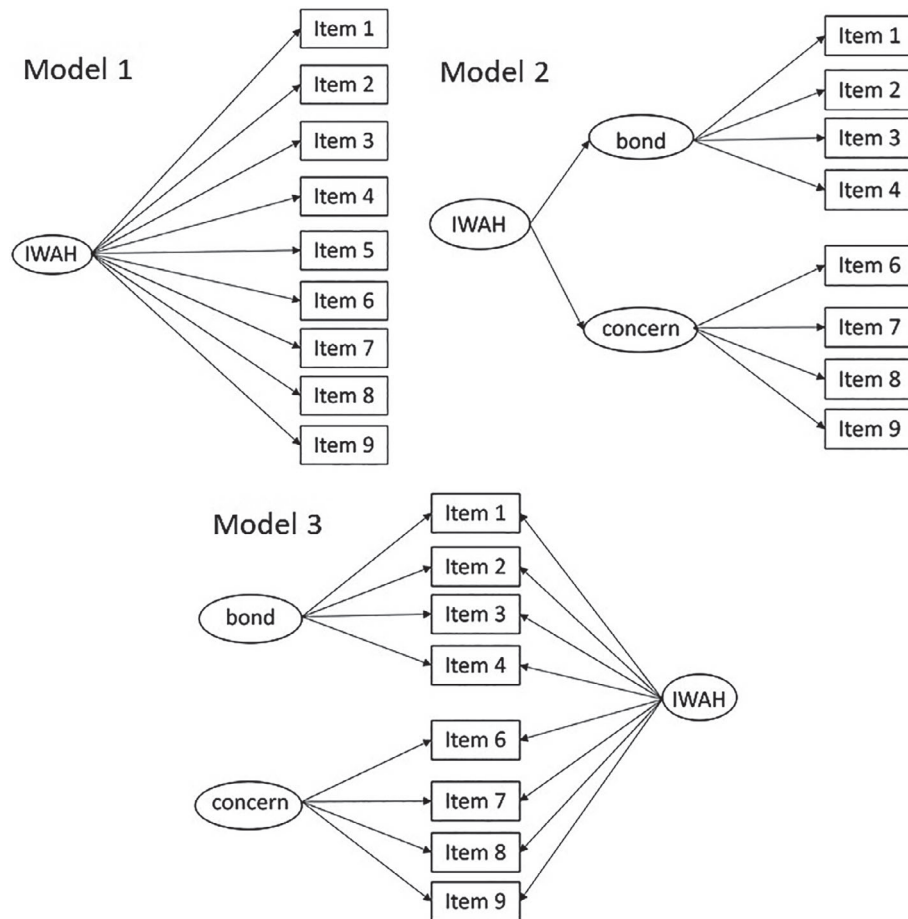 Model 1
IWAH
Item 1
Item 2
Item 3
Item 4
Item 5
Item 6
Item 7
Item 8
Item 9
Model 2
IWAH
bond
concern
Item 1
Item 2
Item 3
Item 4
Item 6
Item 7
Item 8
Item 9
Model 3
bond
concern
Item 1
Item 2
Item 3
Item 4
Item 6
Item 7
Item 8
Item 9
IWAH